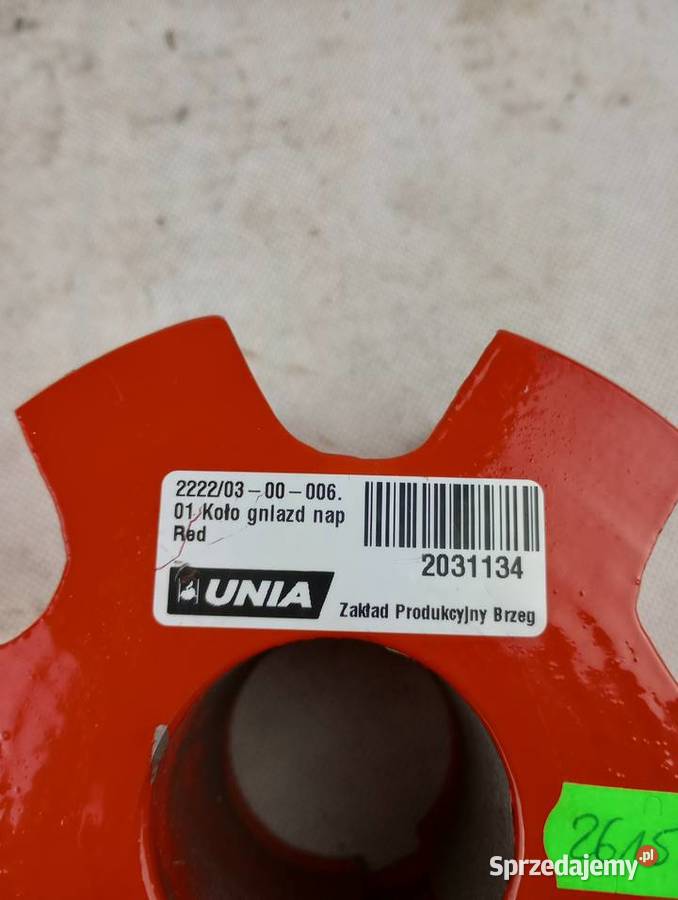 2222/03-00-006.
01 Koło gniazd nap
Red
2031134
UNIA
Zakład Produkcyjny Brzeg
2615
Sprzedajemy.pl